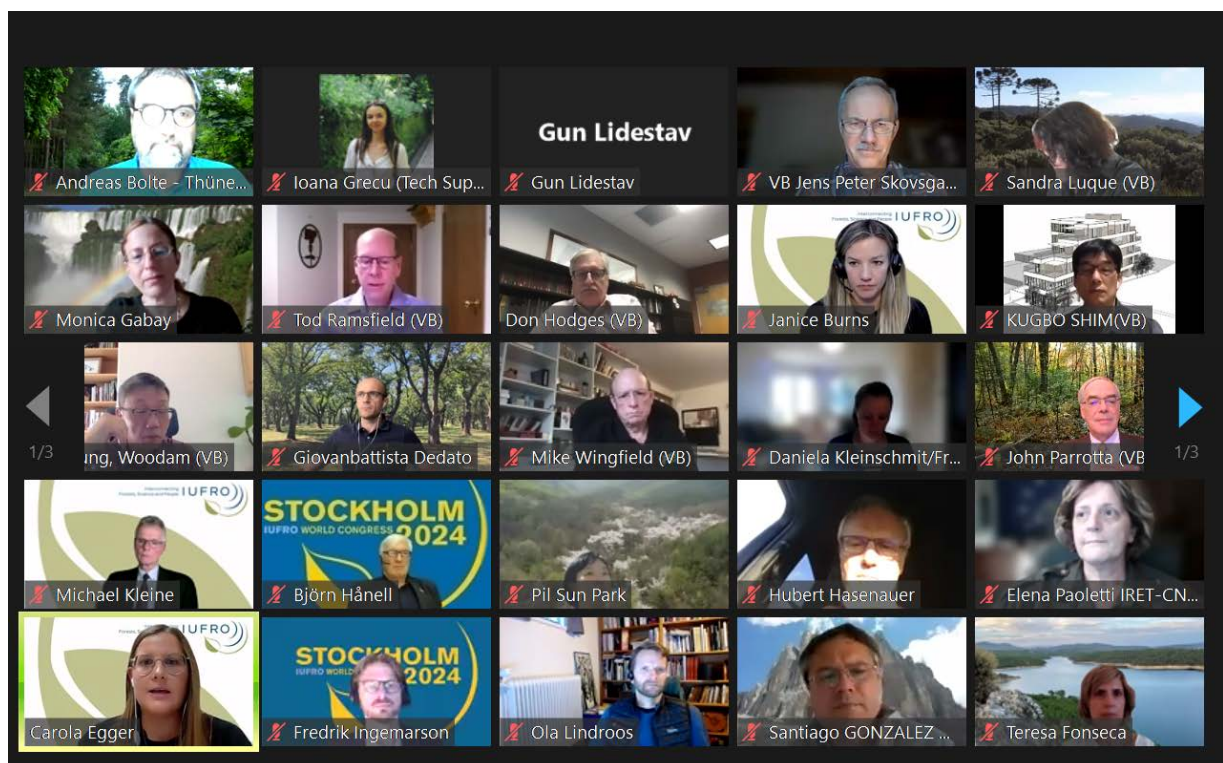 Andreas Bolte - Thüne...
Ioana Grecu (Tech Sup...
Gun Lidestav
Gun Lidestav
VB Jens Peter Skovsga...
Sandra Luque (VB)
Monica Gabay
Tod Ramsfield (VB)
Don Hodges (VB)
IUFRO
Janice Burns
KUGBO SHIM(VB)
1/3
ung, Woodam (VB)
Giovanbattista Dedato
Mike Wingfield (VB)
Daniela Kleinschmit/Fr...
John Parrotta (VB
1/3
IUFRO
Michael Kleine
STOCKHOLM
IUFRO WORLD CONGRESS 2024
Björn Hånell
Pil Sun Park
Hubert Hasenauer
Elena Paoletti IRET-CN...
IUFRO
Carola Egger
STOCKHOLM
IUFRO WORLD
2024
Fredrik Ingemarson
Ola Lindroos
Santiago GONZALEZ ...
Teresa Fonseca